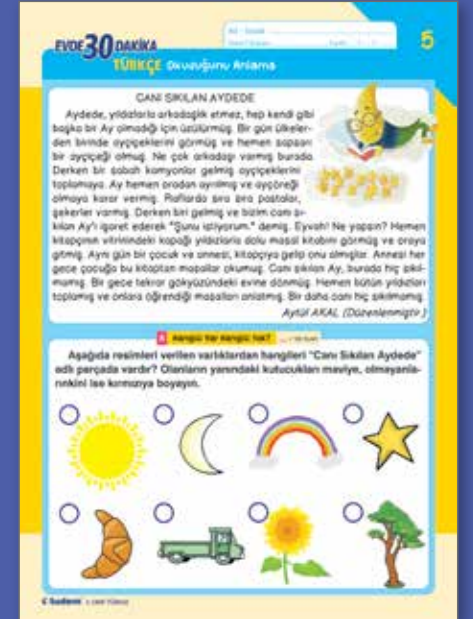 Ad - Soyad:
5
EVDE 30 DAKİKA
TÜRKÇE Okuduğunu Anlama
CANI SIKILAN AYDEDE
Aydede, yıldızlarla arkadaşlık etmez, hep kendi gibi
başka bir Ay olmadığı için üzülürmüş. Bir gün ülkeler-
den birinde ayçiçeklerini görmüş ve hemen sapsarı
bir ayçiçeği olmuş. Ne çok arkadaşı varmış burada.
Derken bir sabah kamyonlar gelmiş ayçiçeklerini
toplamaya. Ay hemen oradan ayrılmış ve ayçöreği
olmaya karar vermiş. Raflarda sıra sıra pastalar,
şekerler varmış. Derken biri gelmiş ve bizim canı sı-
kılan Ay'ı işaret ederek "Şunu istiyorum." demiş. Eyvah! Ne yapsın? Hemen
kitapçının vitrinindeki kapağı yıldızlarla dolu masal kitabını görmüş ve oraya
gitmiş. Aynı gün bir çocuk ve annesi, kitapçıya gelip onu almışlar. Annesi her
gece çocuğa bu kitaptan masallar okumuş. Canı sıkılan Ay, burada hiç sıkıl-
mamış. Bir gece tekrar gökyüzündeki evine dönmüş. Hemen bütün yıldızları
toplamış ve onlara öğrendiği masalları anlatmış. Bir daha canı hiç sıkılmamış.
Aytül AKAL (Düzenlenmiştir.)
A Hangisi Var Hangisi Yok?
Aşağıda resimleri verilen varlıklardan hangileri "Canı Sıkılan Aydede"
adlı parçada vardır? Olanların yanındaki kutucukları maviye, olmayanla-
rınkini ise kırmızıya boyayın.
Tudem